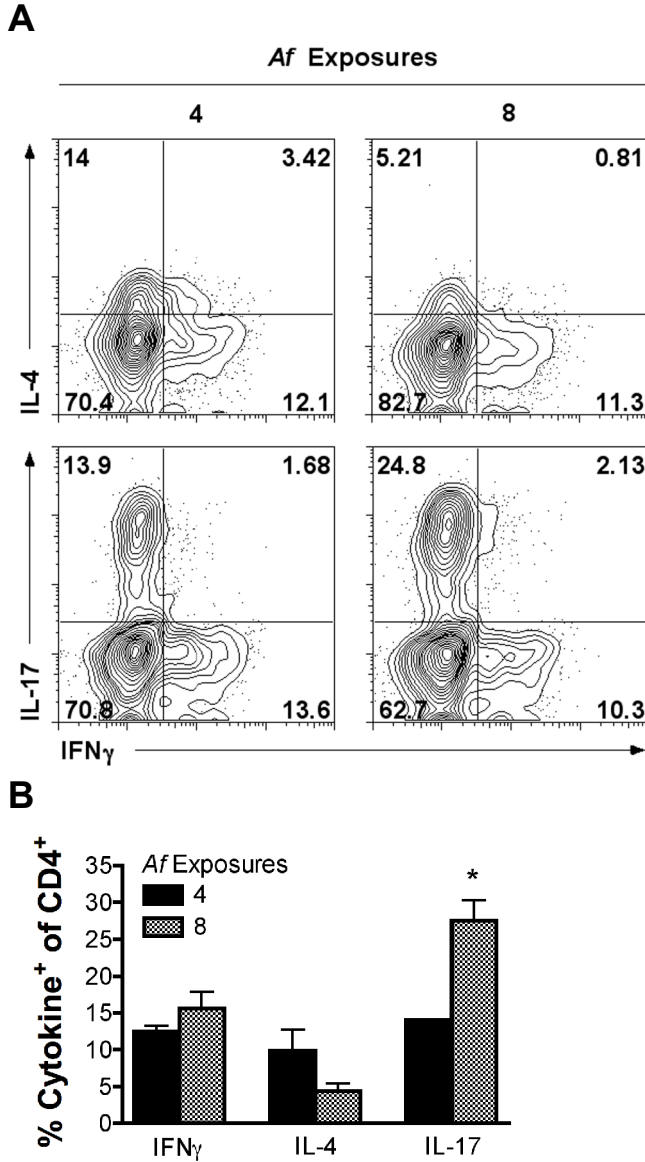 A
Af Exposures
4 8
14 3.42 5.21 0.81
IL-4
70.4 12.1 82.7 11.3
13.9 1.68 24.8 2.13
IL-17
70.8 13.6 62.7 10.3
IFNγ
B
% Cytokine+ of CD4+
35
30
25
20
15
10
5
0
Af Exposures
4
8
*
IFNγ IL-4 IL-17